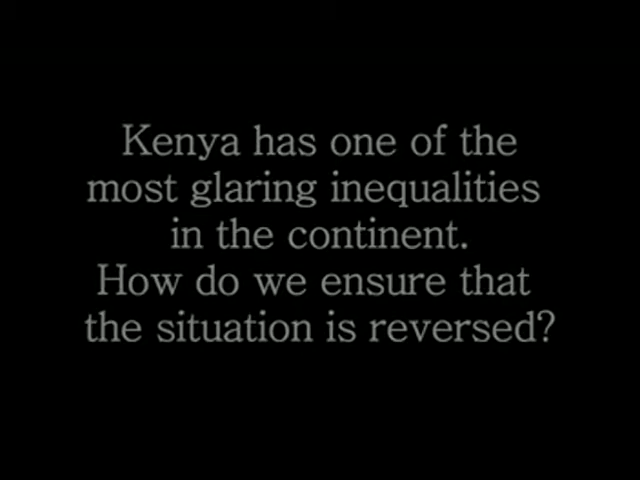 Kenya has one of the
most glaring inequalities
in the continent.
How do we ensure that
the situation is reversed?